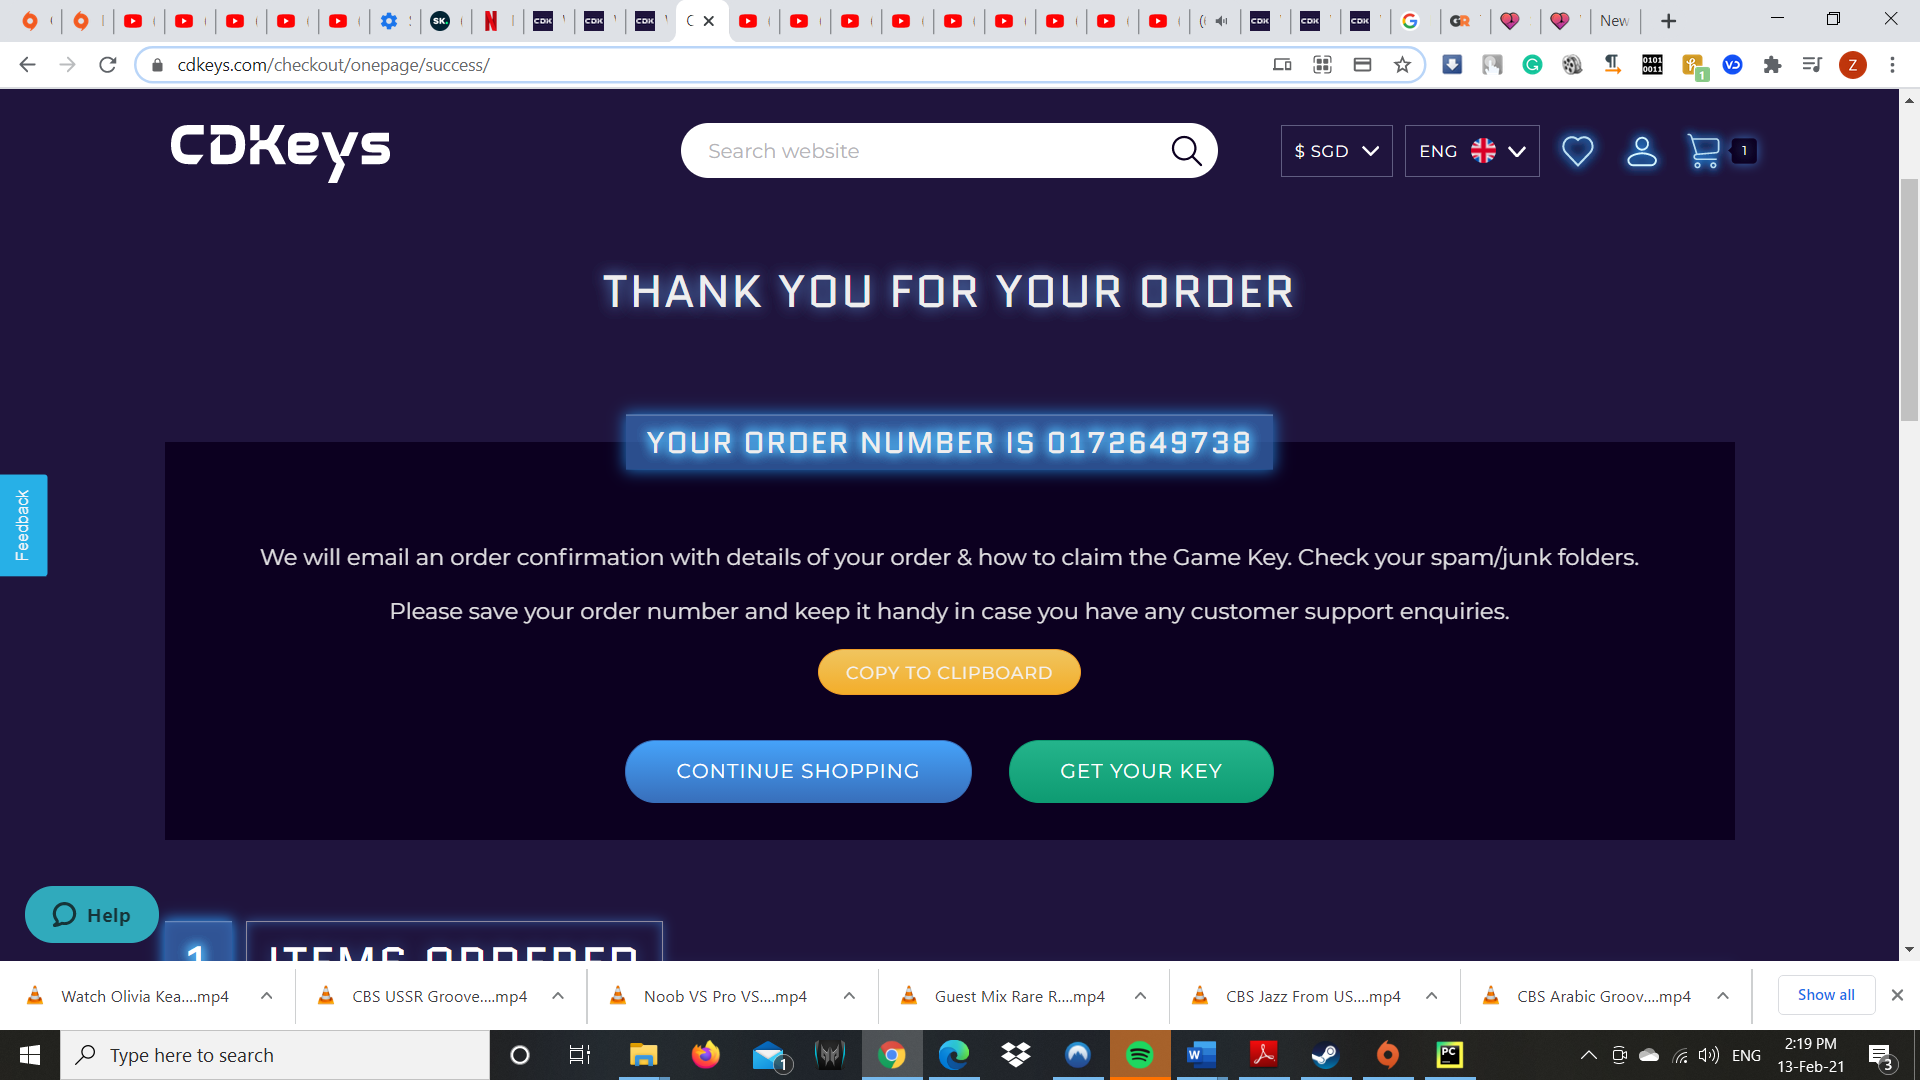 New
cdkeys.com/checkout/onepage/success/
1
Z
CDKeys
Search website
$ SGD
ENG
1
THANK YOU FOR YOUR ORDER
YOUR ORDER NUMBER IS 0172649738
We will email an order confirmation with details of your order & how to claim the Game Key. Check your spam/junk folders.
Please save your order number and keep it handy in case you have any customer support enquiries.
COPY TO CLIPBOARD
CONTINUE SHOPPING
GET YOUR KEY
Feedback
Help
1
ITEMS ORDERED
Watch Olivia Kea....mp4
CBS USSR Groove....mp4
Noob VS Pro VS....mp4
Guest Mix Rare R....mp4
CBS Jazz From US....mp4
CBS Arabic Groov....mp4
Show all
Type here to search
1
ENG
2:19 PM
13-Feb-21
3